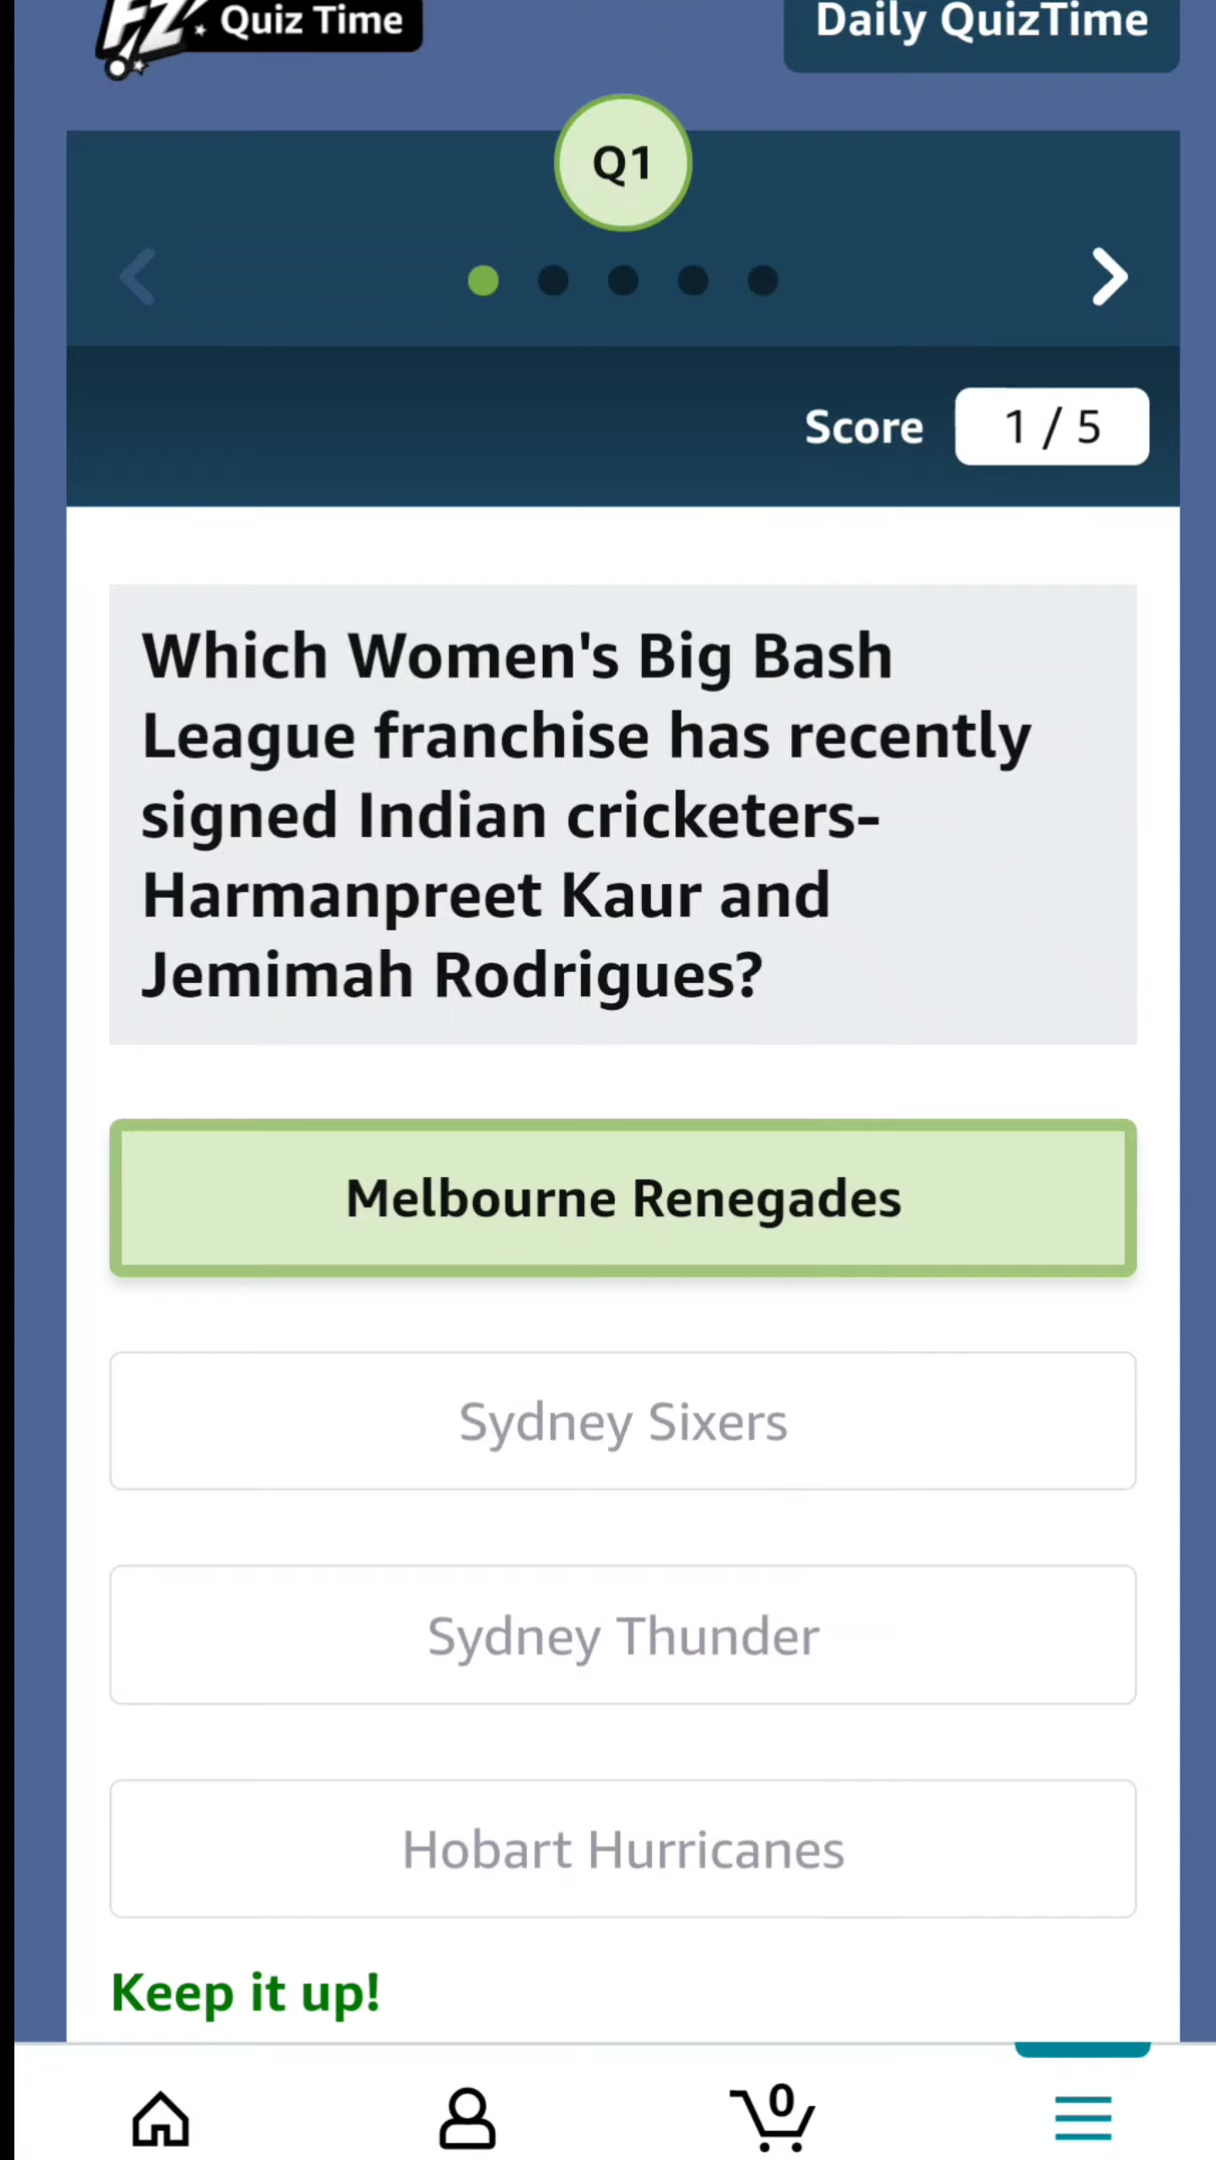 FZ Quiz Time
Daily QuizTime
Q1
Score 1 / 5
Which Women's Big Bash
League franchise has recently
signed Indian cricketers-
Harmanpreet Kaur and
Jemimah Rodrigues?
Melbourne Renegades
Sydney Sixers
Sydney Thunder
Hobart Hurricanes
Keep it up!
0